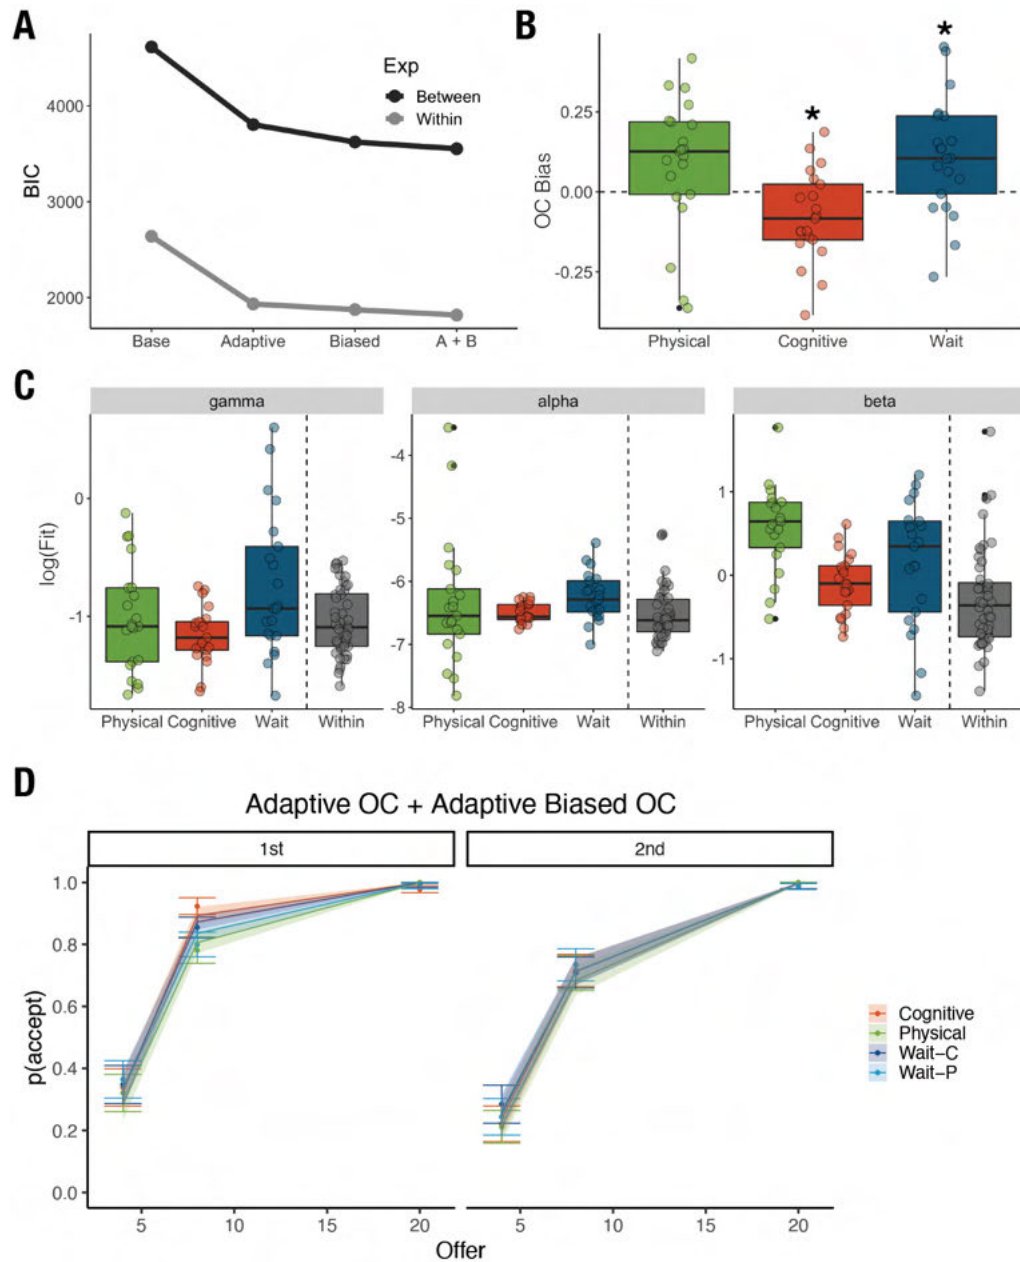 A
BIC
4000
3000
2000
Exp
Between
Within
Base Adaptive Biased A + B
B
OC Bias
0.25
0.00
-0.25
*
*
Physical Cognitive Wait
C
gamma alpha beta
log(Fit)
0
-1
-4
-5
-6
-7
-8
1
0
-1
Physical Cognitive Wait Within
Physical Cognitive Wait Within
Physical Cognitive Wait Within
D
Adaptive OC + Adaptive Biased OC
1st 2nd
p(accept)
1.0
0.8
0.6
0.4
0.2
0.0
5 10 15 20
5 10 15 20
Offer
Cognitive
Physical
Wait–C
Wait–P